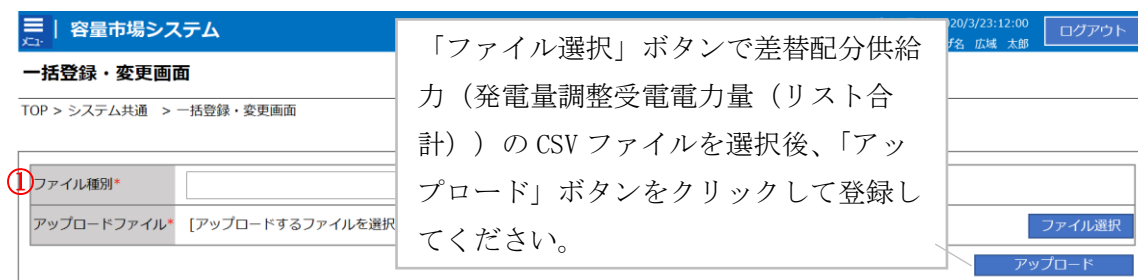 メニュー 容量市場システム
020/3/23:12:00
名 広域 太郎
ログアウト
一括登録・変更画面
TOP > システム共通 > 一括登録・変更画面
「ファイル選択」ボタンで差替配分供給
力（発電量調整受電電力量（リスト合
計））の CSV ファイルを選択後、「アッ
プロード」ボタンをクリックして登録し
てください。
① ファイル種別*
アップロードファイル* [アップロードするファイルを選択
ファイル選択
アップロード